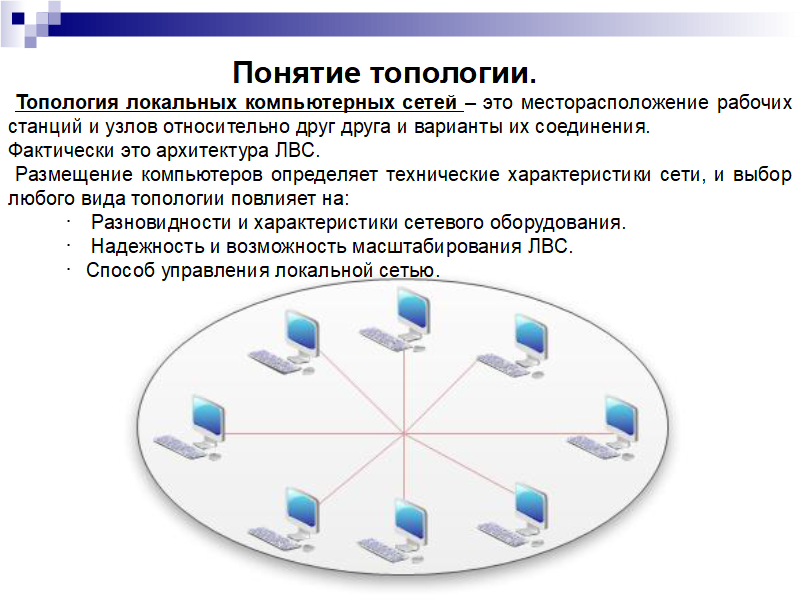 Понятие топологии.
Топология локальных компьютерных сетей – это месторасположение рабочих
станций и узлов относительно друг друга и варианты их соединения.
Фактически это архитектура ЛВС.
Размещение компьютеров определяет технические характеристики сети, и выбор
любого вида топологии повлияет на:
· Разновидности и характеристики сетевого оборудования.
· Надежность и возможность масштабирования ЛВС.
· Способ управления локальной сетью.